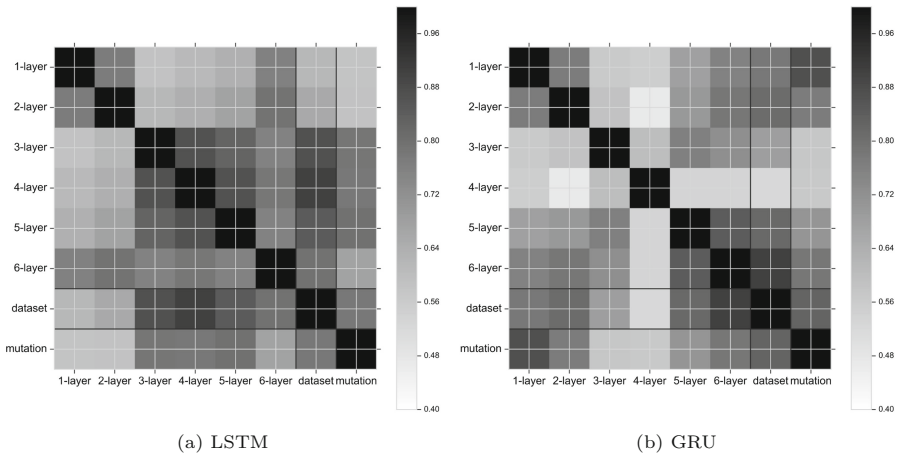 1-layer
2-layer
3-layer
4-layer
5-layer
6-layer
dataset
mutation
1-layer 2-layer 3-layer 4-layer 5-layer 6-layer dataset mutation
0.96
0.88
0.80
0.72
0.64
0.56
0.48
0.40
(a) LSTM
1-layer
2-layer
3-layer
4-layer
5-layer
6-layer
dataset
mutation
1-layer 2-layer 3-layer 4-layer 5-layer 6-layer dataset mutation
0.96
0.88
0.80
0.72
0.64
0.56
0.48
0.40
(b) GRU